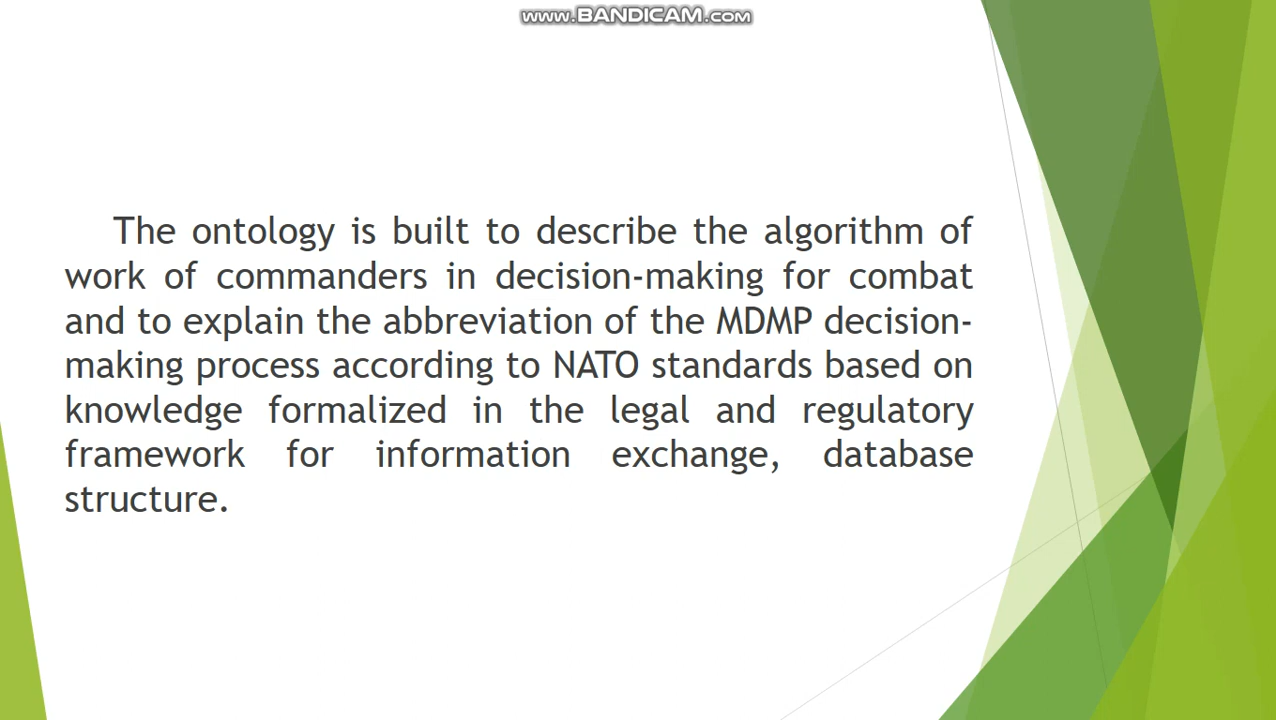 www.BANDICAM.com
The ontology is built to describe the algorithm of
work of commanders in decision-making for combat
and to explain the abbreviation of the MDMP decision-
making process according to NATO standards based on
knowledge formalized in the legal and regulatory
framework for information exchange, database
structure.